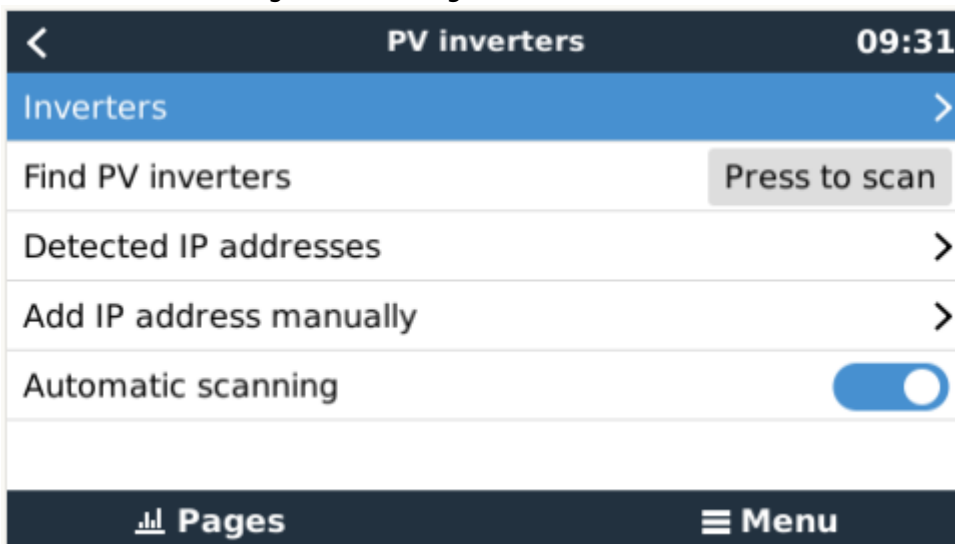 PV inverters 09:31
Inverters
Find PV inverters Press to scan
Detected IP addresses
Add IP address manually
Automatic scanning
Pages Menu